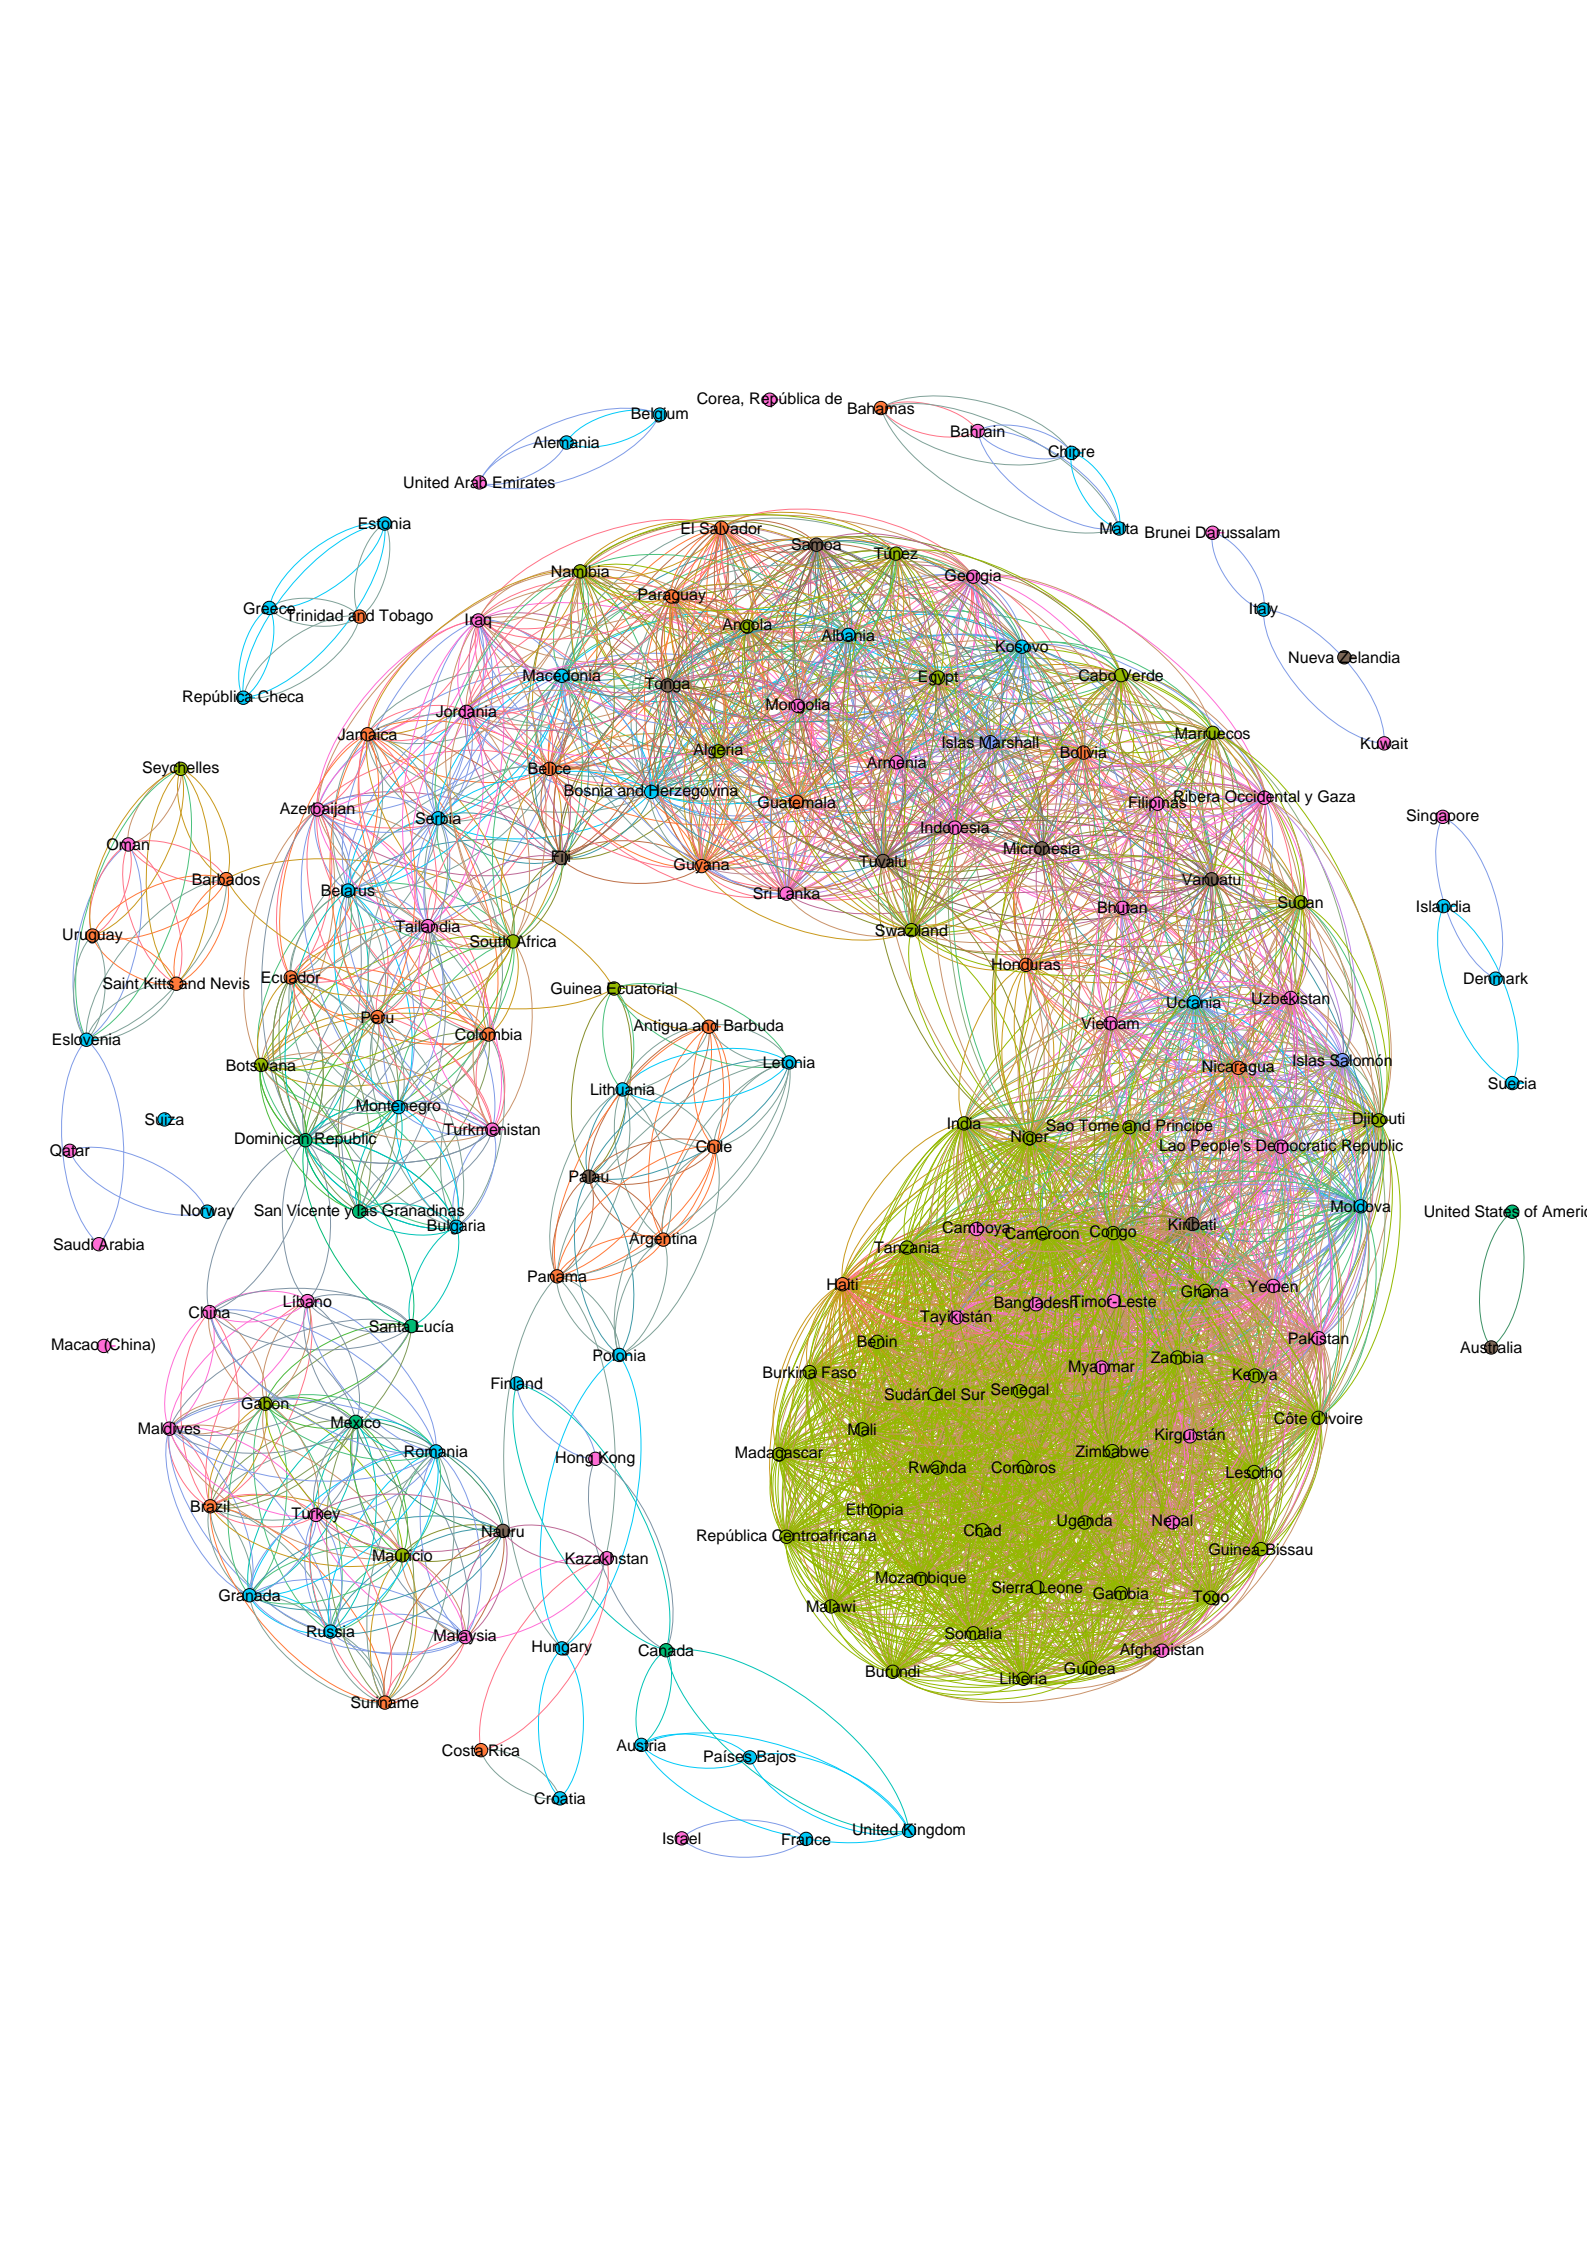 Corea, República de
Bahamas
Belgium
Bahrain
Alemania
Chipre
United Arab Emirates
Estonia
El Salvador
Malta
Brunei Darussalam
Samoa
Túnez
Namibia
Georgia
Paraguay
Greece
Trinidad and Tobago
Italy
Iraq
Angola
Albania
Kosovo
Nueva Zelandia
Macedonia
Tonga
Egypt
Cabo Verde
República Checa
Mongolia
Jordania
Jamaica
Marruecos
Islas Marshall
Kuwait
Algeria
Bolivia
Armenia
Seychelles
Belice
Bosnia and Herzegovina
Ribera Occidental y Gaza
Guatemala
Filipinas
Azerbaijan
Serbia
Singapore
Indonesia
Oman
Micronesia
Fiji
Tuvalu
Guyana
Barbados
Vanuatu
Belarus
Sri Lanka
Sudan
Bhutan
Islandia
Tailandia
Swaziland
Uruguay
South Africa
Honduras
Ecuador
Denmark
Saint Kitts and Nevis
Guinea Ecuatorial
Uzbekistan
Ucrania
Peru
Vietnam
Antigua and Barbuda
Colombia
Eslovenia
Islas Salomón
Letonia
Botswana
Nicaragua
Suecia
Lithuania
Montenegro
Suiza
Djibouti
India
Sao Tome and Principe
Turkmenistan
Niger
Dominican Republic
Chile
Lao People's Democratic Republic
Qatar
Palau
Moldova
Norway
San Vicente y las Granadinas
United States of Americ
Bulgaria
Kiribati
Camboya
Cameroon
Congo
Argentina
Saudi Arabia
Tanzania
Panama
Haiti
Yemen
Ghana
Líbano
Bangladesh
Timor-Leste
China
Tayikistán
Santa Lucía
Pakistan
Benin
Macao (China)
Australia
Polonia
Zambia
Myanmar
Burkina Faso
Kenya
Finland
Senegal
Sudán del Sur
Gabon
Côte d'Ivoire
Mexico
Maldives
Mali
Kirguistán
Romania
Zimbabwe
Madagascar
Hong Kong
Rwanda
Comoros
Lesotho
Brazil
Ethiopia
Turkey
Uganda
Nepal
Nauru
Chad
República Centroafricana
Guinea-Bissau
Mauricio
Kazakhstan
Mozambique
Sierra Leone
Gambia
Granada
Togo
Malawi
Russia
Somalia
Malaysia
Hungary
Canada
Afghanistan
Guinea
Burundi
Liberia
Suriname
Austria
Costa Rica
Países Bajos
Croatia
United Kingdom
Israel
France